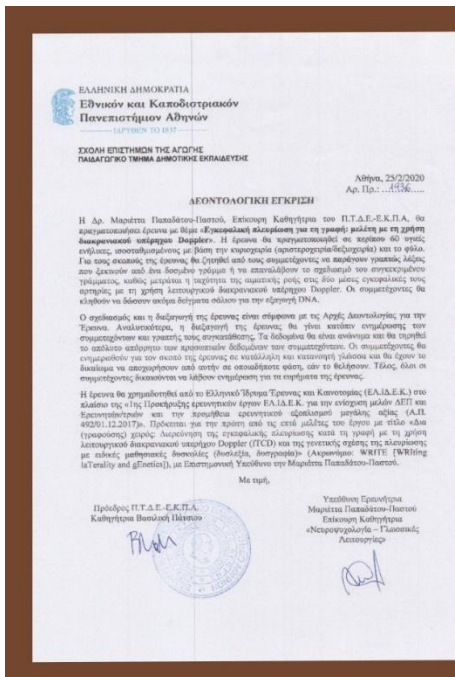 ΕΛΛΗΝΙΚΗ ΔΗΜΟΚΡΑΤΙΑ
Εθνικόν και Καποδιστριακόν
Πανεπιστήμιον Αθηνών
ΙΔΡΥΘΕΝ ΤΟ 1837
ΣΧΟΛΗ ΕΠΙΣΤΗΜΩΝ ΤΗΣ ΑΓΩΓΗΣ
ΠΑΙΔΑΓΩΓΙΚΟ ΤΜΗΜΑ ΔΗΜΟΤΙΚΗΣ ΕΚΠΑΙΔΕΥΣΗΣ
Αθήνα, 25/2/2020
Αρ. Πρ.: 1936
ΔΕΟΝΤΟΛΟΓΙΚΗ ΕΓΚΡΙΣΗ
Η Δρ. Μαριέττα Παπαδάτου-Παστού, Επίκουρη Καθηγήτρια του Π.Τ.Δ.Ε.-Ε.Κ.Π.Α, θα
πραγματοποιήσει έρευνα με θέμα «Εγκεφαλική πλευρίωση για τη γραφή: μελέτη με τη χρήση
διακρανιακού υπέρηχου Doppler». Η έρευνα θα πραγματοποιηθεί σε περίπου 60 υγιείς
ενήλικες, ισοσταθμισμένους με βάση την κυριοχειρία (αριστεροχειρία/δεξιοχειρία) και το φύλο.
Για τους σκοπούς της έρευνας θα ζητηθεί από τους συμμετέχοντες να παράγουν γραπτώς λέξεις
που ξεκινούν από ένα δοσμένο γράμμα ή να επαναλάβουν το σχεδιασμό του συγκεκριμένου
γράμματος, καθώς μετράται η ταχύτητα της αιματικής ροής στις δύο μέσες εγκεφαλικές τους
αρτηρίες με τη χρήση λειτουργικού διακρανιακού υπέρηχου Doppler. Οι συμμετέχοντες θα
κληθούν να δώσουν ακόμα δείγματα σάλιου για την εξαγωγή DNA.
Ο σχεδιασμός και η διεξαγωγή της έρευνας είναι σύμφωνα με τις Αρχές Δεοντολογίας για την
Έρευνα. Αναλυτικότερα, η διεξαγωγή της έρευνας θα γίνει κατόπιν ενημέρωσης των
συμμετεχόντων και γραπτής τους συγκατάθεσης. Τα δεδομένα θα είναι ανώνυμα και θα τηρηθεί
το απόλυτο απόρρητο των προσωπικών δεδομένων των συμμετεχόντων. Οι συμμετέχοντες θα
ενημερωθούν για τον σκοπό της έρευνας σε κατάλληλη και κατανοητή γλώσσα και θα έχουν το
δικαίωμα να αποχωρήσουν από αυτήν σε οποιαδήποτε φάση, εάν το θελήσουν. Τέλος, όλοι οι
συμμετέχοντες δικαιούνται να λάβουν ενημέρωση για τα ευρήματα της έρευνας.
Η έρευνα θα χρηματοδοτηθεί από το Ελληνικό Ίδρυμα Έρευνας και Καινοτομίας (ΕΛ.ΙΔ.Ε.Κ.) στο
πλαίσιο της «1ης Προκήρυξης ερευνητικών έργων ΕΛ.ΙΔ.Ε.Κ. για την ενίσχυση μελών ΔΕΠ και
Ερευνητών/τριών και την προμήθεια ερευνητικού εξοπλισμού μεγάλης αξίας (Α.Π.
492/01.12.2017)». Πρόκειται για την πρώτη από τις επτά μελέτες του έργου με τίτλο «Δια
(γραφούσης) χειρός: Διερεύνηση της εγκεφαλικής πλευρίωσης κατά τη γραφή με τη χρήση
λειτουργικού διακρανιακού υπερήχου Doppler (fTCD) και της γενετικής σχέσης της πλευρίωσης
με ειδικές μαθησιακές δυσκολίες (δυσλεξία, δυσγραφία)» (Ακρωνύμιο: WRITE [WRIting
laTerality and gEnetics]), με Επιστημονική Υπεύθυνο την Μαριέττα Παπαδάτου-Παστού.
Με τιμή,
Πρόεδρος Π.Τ.Δ.Ε.-Ε.Κ.Π.Α.
Καθηγήτρια Βασιλική Πάτσιου
Υπεύθυνη Ερευνήτρια
Μαριέττα Παπαδάτου-Παστού
Επίκουρη Καθηγήτρια
«Νευροψυχολογία – Γλωσσικές
Λειτουργίες»